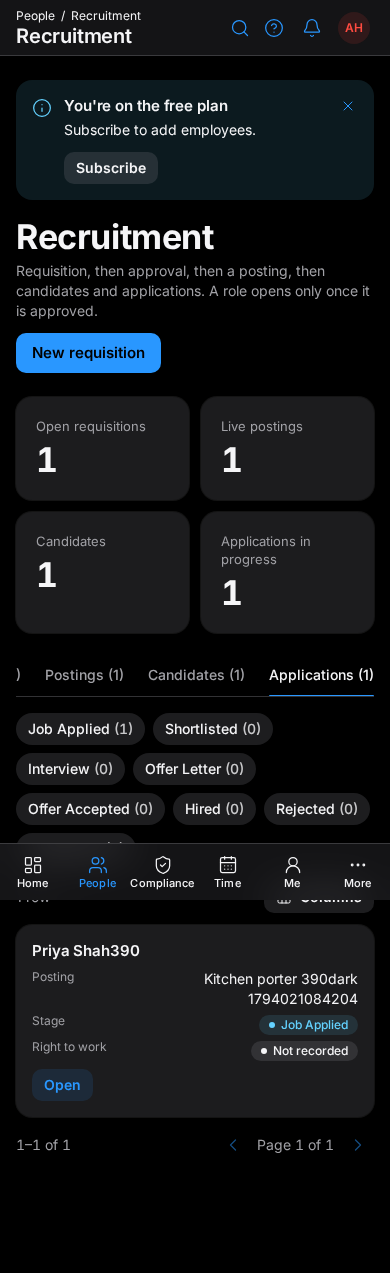 People / Recruitment
Recruitment
AH
You're on the free plan
Subscribe to add employees.
Subscribe
Recruitment
Requisition, then approval, then a posting, then
candidates and applications. A role opens only once it
is approved.
New requisition
Open requisitions
1
Live postings
1
Candidates
1
Applications in
progress
1
) Postings (1) Candidates (1) Applications (1)
Job Applied (1) Shortlisted (0)
Interview (0) Offer Letter (0)
Offer Accepted (0) Hired (0) Rejected (0)
Home People Compliance Time Me More
Columns
Priya Shah390
Posting Kitchen porter 390dark
1794021084204
Stage Job Applied
Right to work Not recorded
Open
1–1 of 1 Page 1 of 1